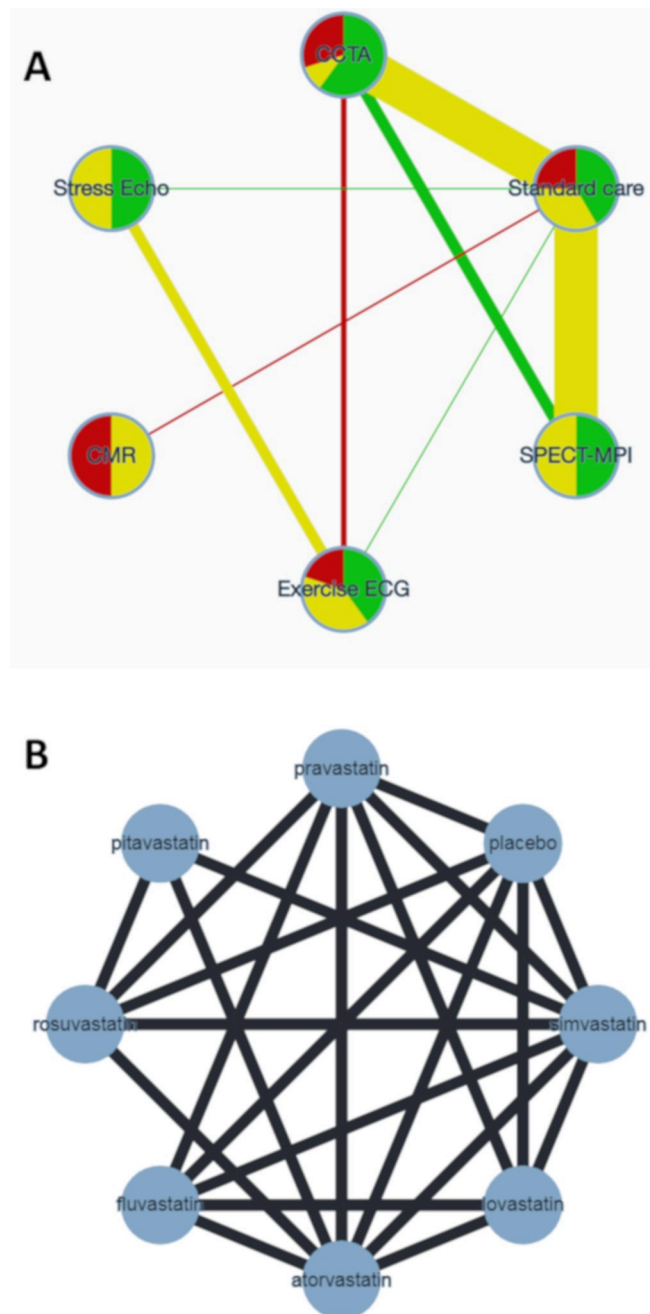 A
CCTA
Stress Echo
Standard care
CMR
SPECT-MPI
Exercise ECG
B
pravastatin
pitavastatin
placebo
rosuvastatin
simvastatin
fluvastatin
lovastatin
atorvastatin